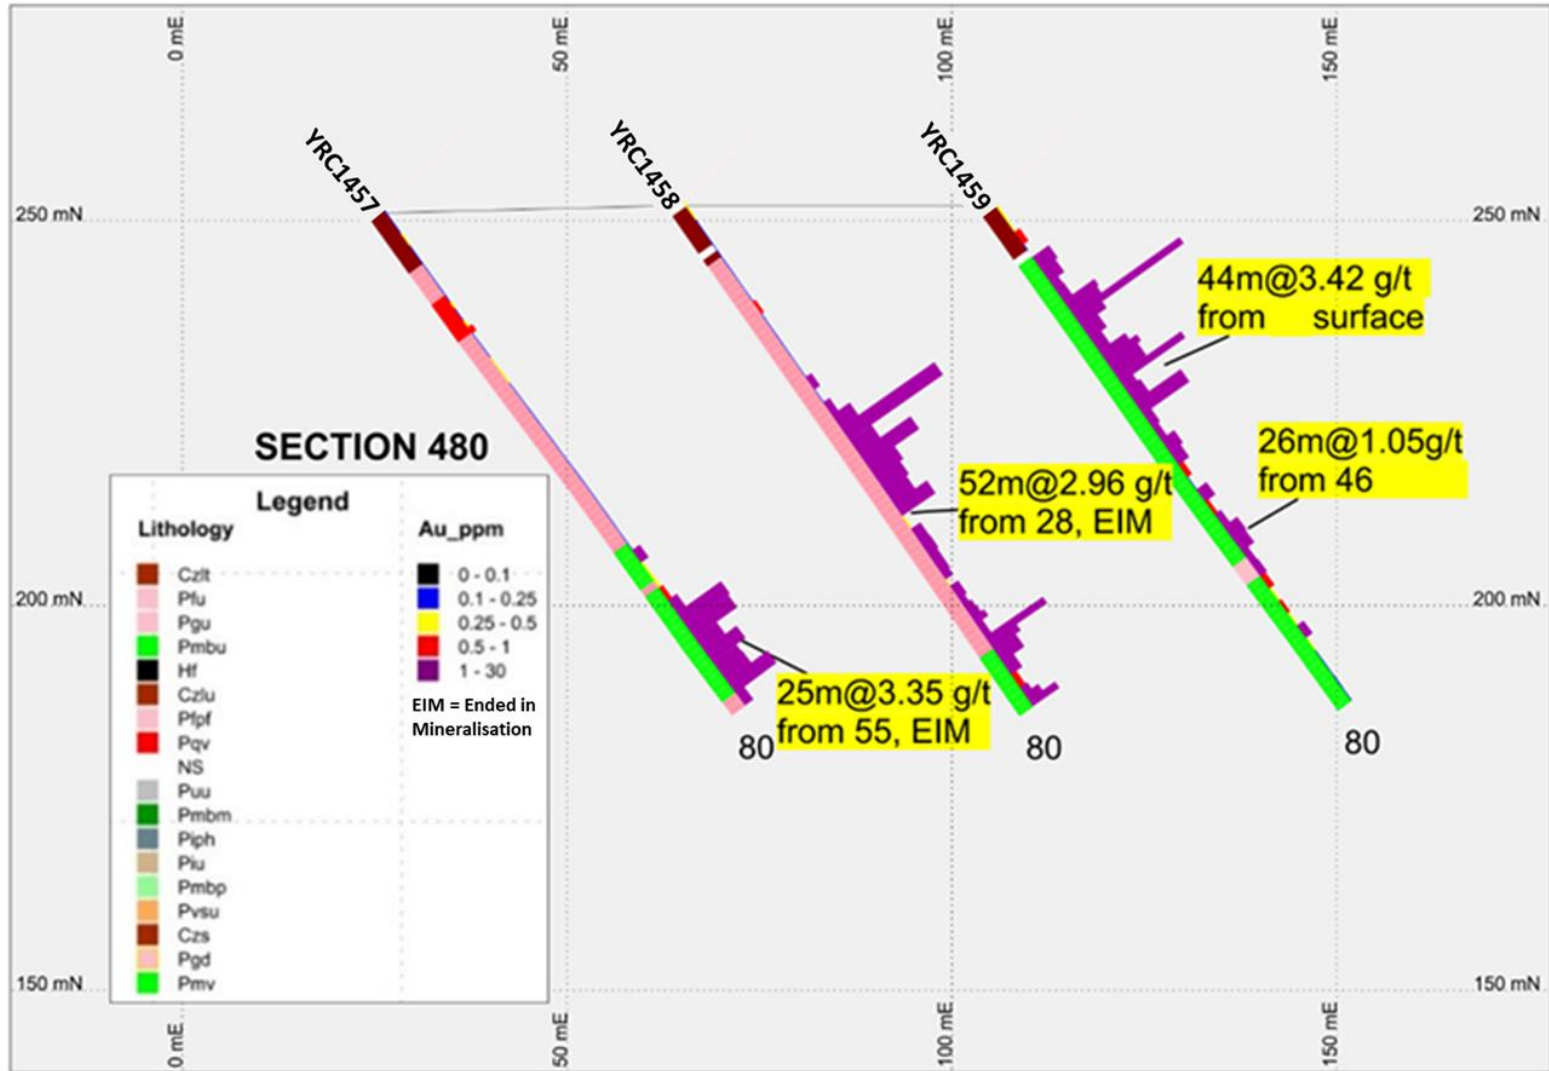 0 mE
50 mE
100 mE
150 mE
YRC1457
YRC1458
YRC1459
250 mN
250 mN
44m@3.42 g/t
from surface
26m@1.05g/t
from 46
SECTION 480
52m@2.96 g/t
from 28, EIM
Legend
Lithology
Au_ppm
Czlt
Pfu
Pgu
Pmbu
Hf
Czlu
Pfpf
Pqv
NS
Puu
Pmbm
Piph
Piu
Pmbp
Pvsu
Czs
Pgd
Pmv
0 - 0.1
0.1 - 0.25
0.25 - 0.5
0.5 - 1
1 - 30
EIM = Ended in
Mineralisation
200 mN
200 mN
25m@3.35 g/t
from 55, EIM
80
80
80
150 mN
150 mN
0 mE
50 mE
100 mE
150 mE